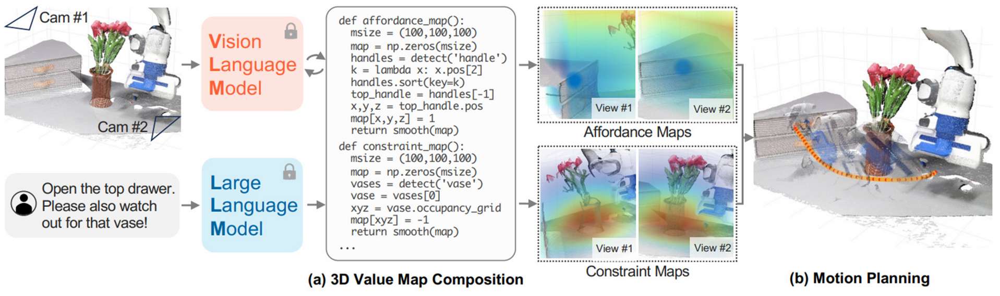 Cam #1
Cam #2
Open the top drawer.
Please also watch
out for that vase!
Vision
Language
Model
Large
Language
Model
def affordance_map():
  msize = (100,100,100)
  map = np.zeros(msize)
  handles = detect('handle')
  k = lambda x: x.pos[2]
  handles.sort(key=k)
  top_handle = handles[-1]
  x,y,z = top_handle.pos
  map[x,y,z] = 1
  return smooth(map)
def constraint_map():
  msize = (100,100,100)
  map = np.zeros(msize)
  vases = detect('vase')
  vase = vases[0]
  xyz = vase.occupancy_grid
  map[xyz] = -1
  return smooth(map)
...
View #1
View #2
Affordance Maps
View #1
View #2
Constraint Maps
(a) 3D Value Map Composition
(b) Motion Planning